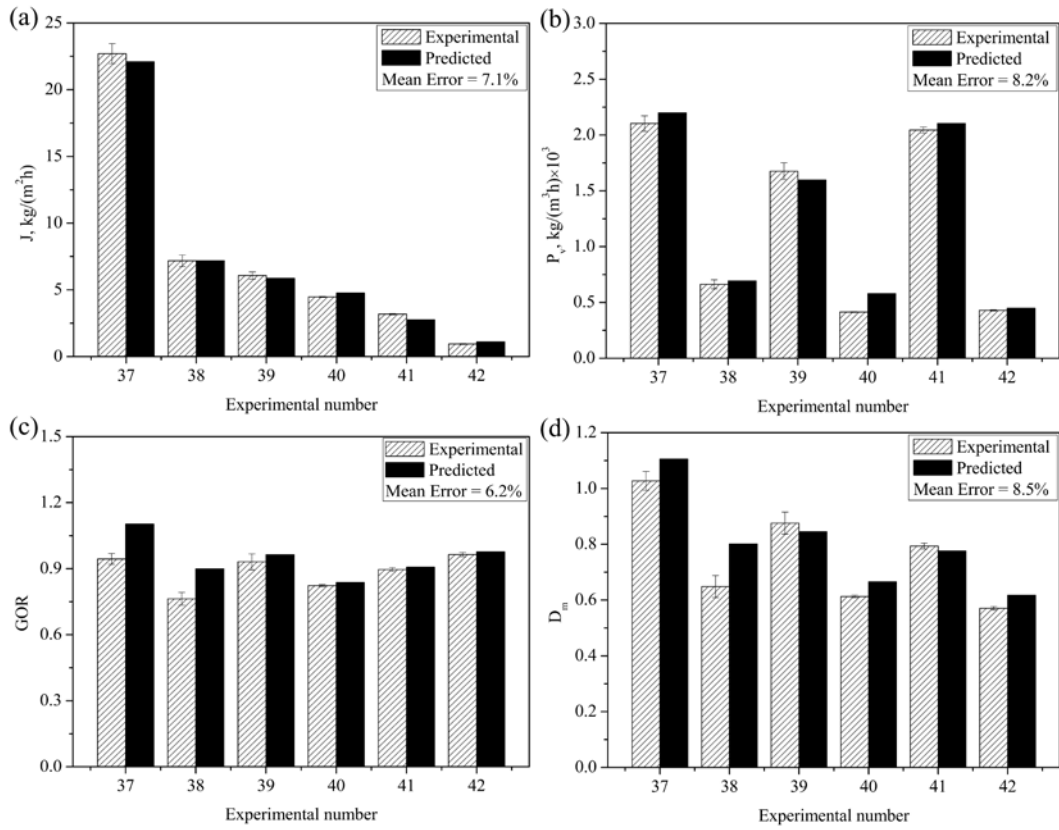 (a)
25
20
15
10
5
0
J, kg/(m²h)
Experimental
Predicted
Mean Error = 7.1%
37 38 39 40 41 42
Experimental number
(b)
3.0
2.5
2.0
1.5
1.0
0.5
0.0
Pᵥ, kg/(m³h)×10³
Experimental
Predicted
Mean Error = 8.2%
37 38 39 40 41 42
Experimental number
(c)
1.5
1.2
0.9
0.6
0.3
0.0
GOR
Experimental
Predicted
Mean Error = 6.2%
37 38 39 40 41 42
Experimental number
(d)
1.2
1.0
0.8
0.6
0.4
0.2
0.0
Dₘ
Experimental
Predicted
Mean Error = 8.5%
37 38 39 40 41 42
Experimental number